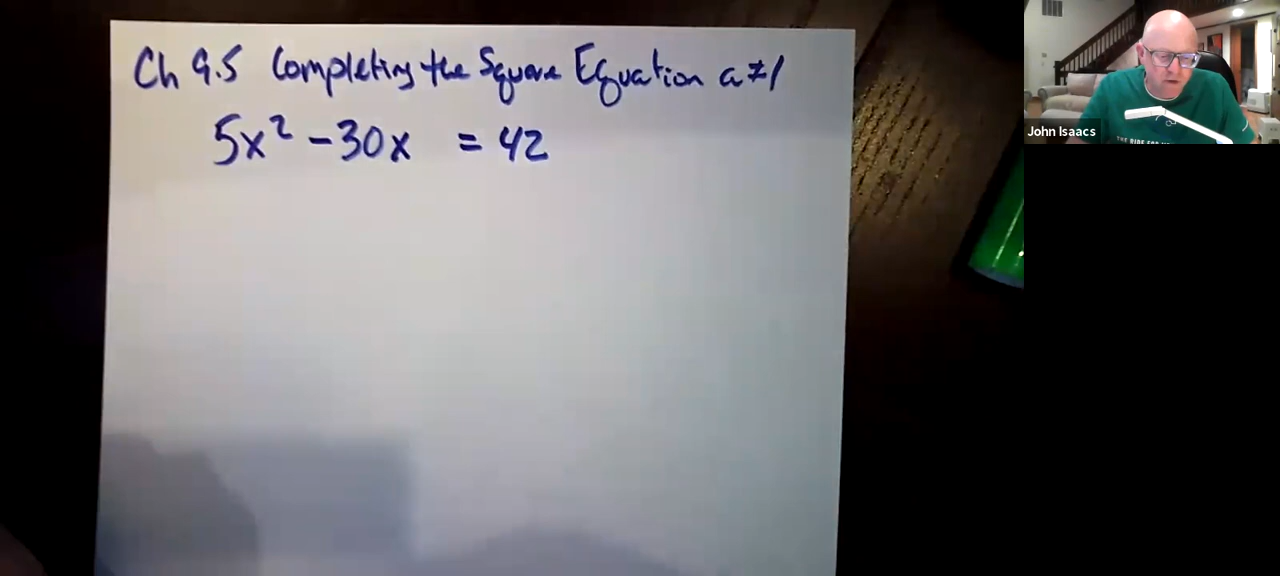 Ch 9.5 Completing the Square Equation a≠1
5x² - 30x = 42
John Isaacs